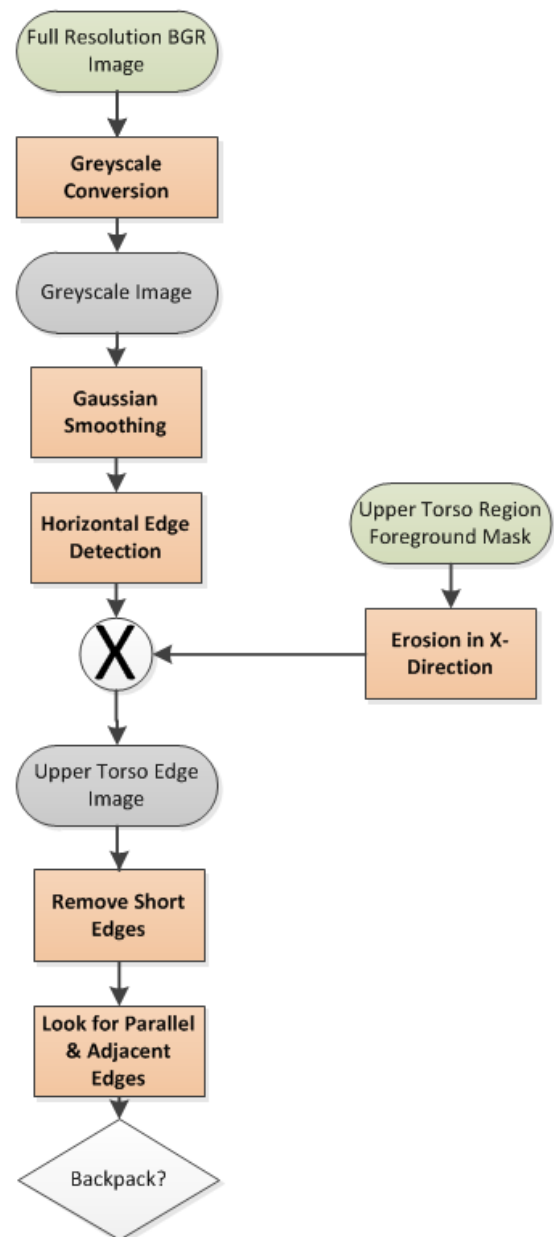 Full Resolution BGR
Image
Greyscale
Conversion
Greyscale Image
Gaussian
Smoothing
Horizontal Edge
Detection
Upper Torso Region
Foreground Mask
X
Erosion in X-
Direction
Upper Torso Edge
Image
Remove Short
Edges
Look for Parallel
& Adjacent
Edges
Backpack?